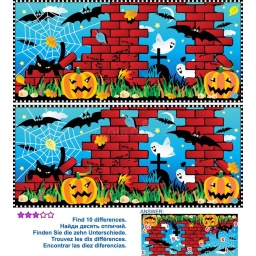 ANSWER:
Find 10 differences.
Найди десять отличий.
Finden Sie die zehn Unterschiede.
Trouvez les dix différences.
Encontrar las diez diferencias.